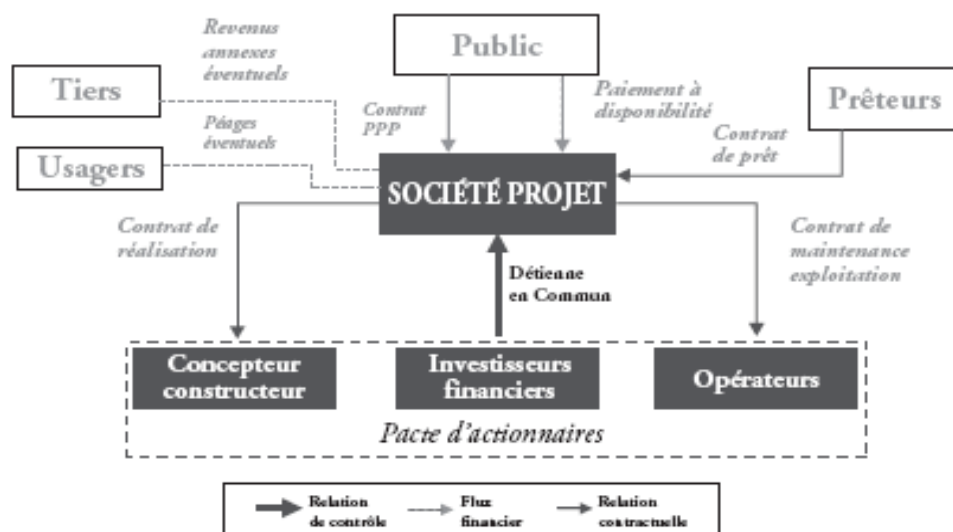 Revenus
annexes
éventuels
Public
Tiers
Paiement à
disponibilité
Prêteurs
Contrat
PPP
Péages
éventuels
Contrat
de prêt
Usagers
SOCIÉTÉ PROJET
Contrat de
réalisation
Contrat de
maintenance
exploitation
Détienne
en Commun
Concepteur
constructeur
Investisseurs
financiers
Opérateurs
Pacte d'actionnaires
Relation
de contrôle
Flux
financier
Relation
contractuelle